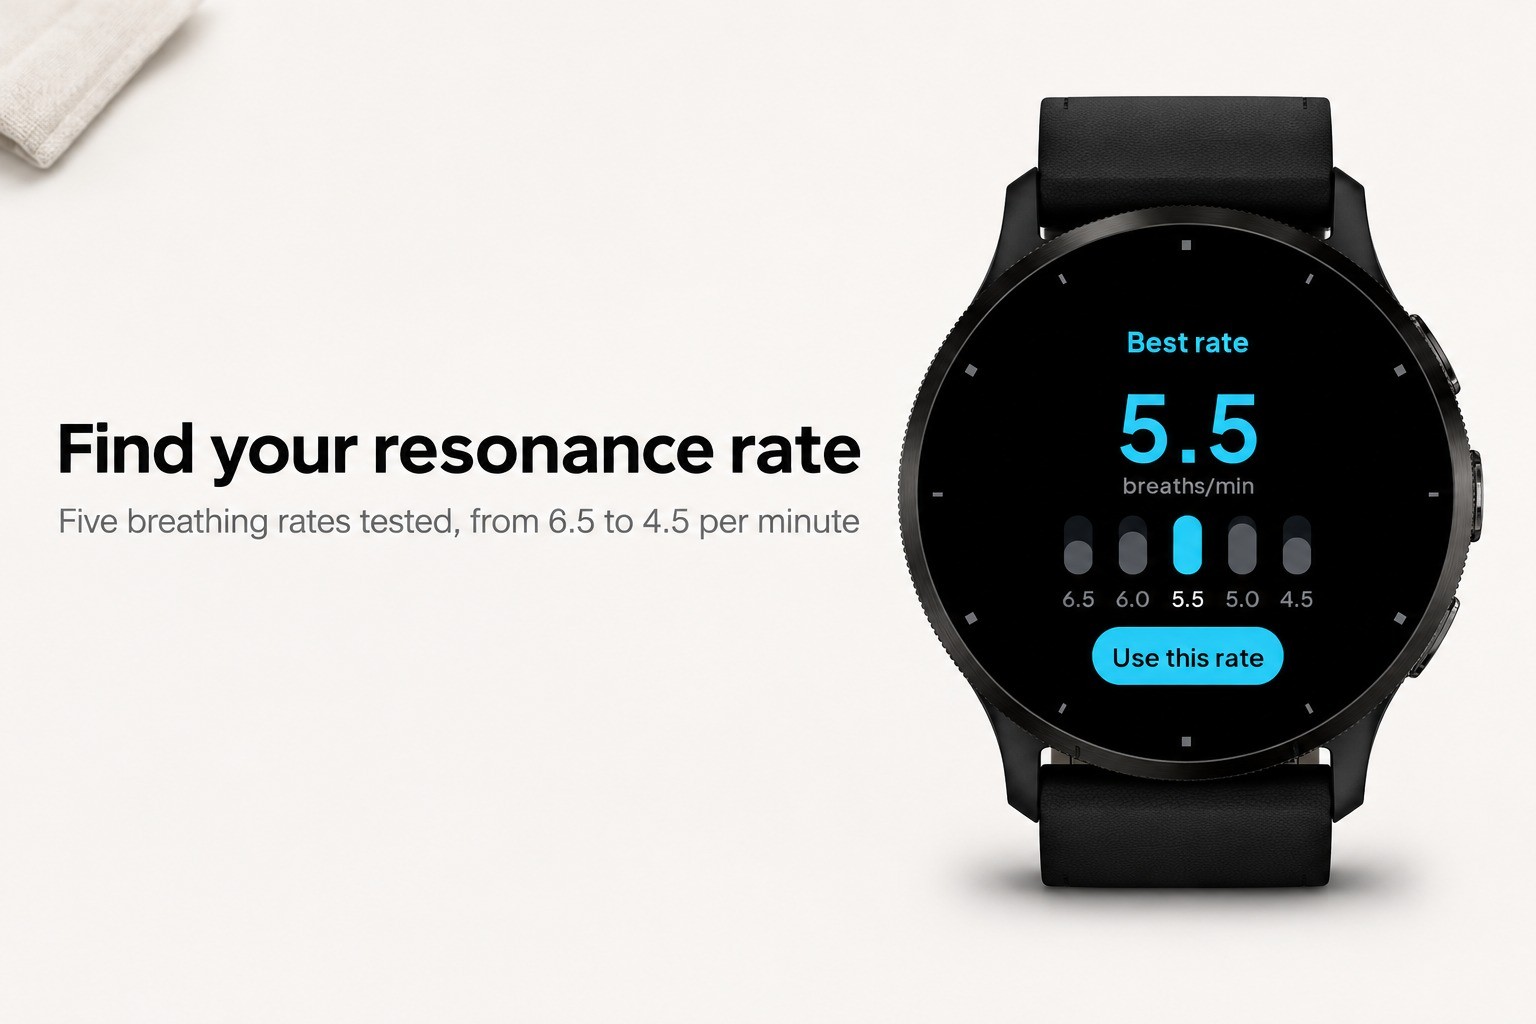 Find your resonance rate
Five breathing rates tested, from 6.5 to 4.5 per minute
Best rate
5.5
breaths/min
6.5 6.0 5.5 5.0 4.5
Use this rate